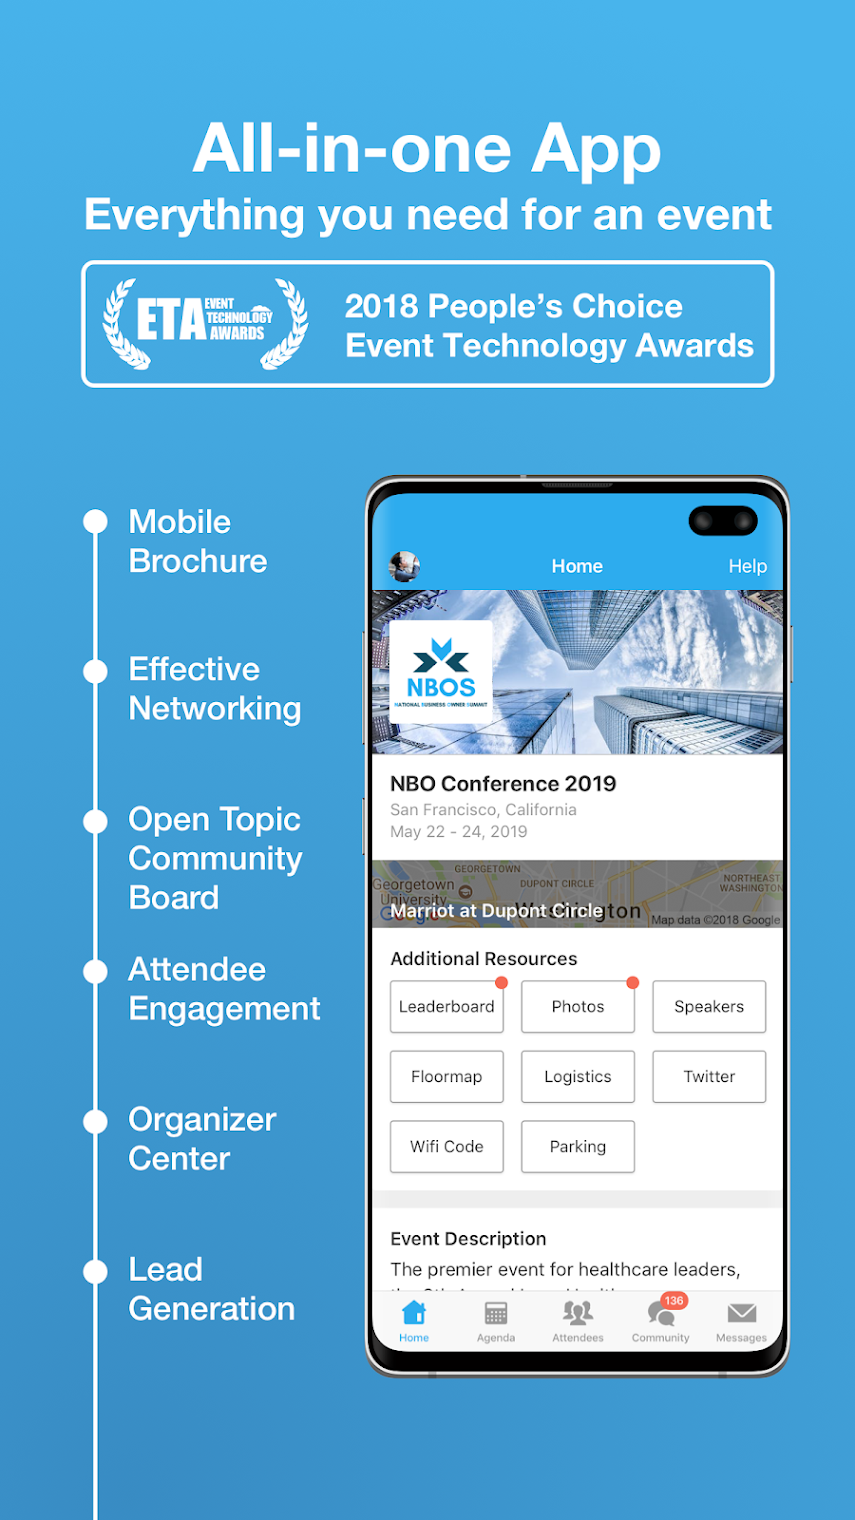 All-in-one App
Everything you need for an event
ETA EVENT
TECHNOLOGY
AWARDS
2018 People's Choice
Event Technology Awards
Mobile
Brochure
Effective
Networking
Open Topic
Community
Board
Attendee
Engagement
Organizer
Center
Lead
Generation
Home
Help
NBOS
NATIONAL BUSINESS OWNER SUMMIT
NBO Conference 2019
San Francisco, California
May 22 - 24, 2019
GEORGETOWN
Georgetown
University
DUPONT CIRCLE
NORTHEAST
WASHINGTON
Washington
Google
Marriot at Dupont Circle
Map data ©2018 Google
Additional Resources
Leaderboard
Photos
Speakers
Floormap
Logistics
Twitter
Wifi Code
Parking
Event Description
The premier event for healthcare leaders,
136
Home
Agenda
Attendees
Community
Messages